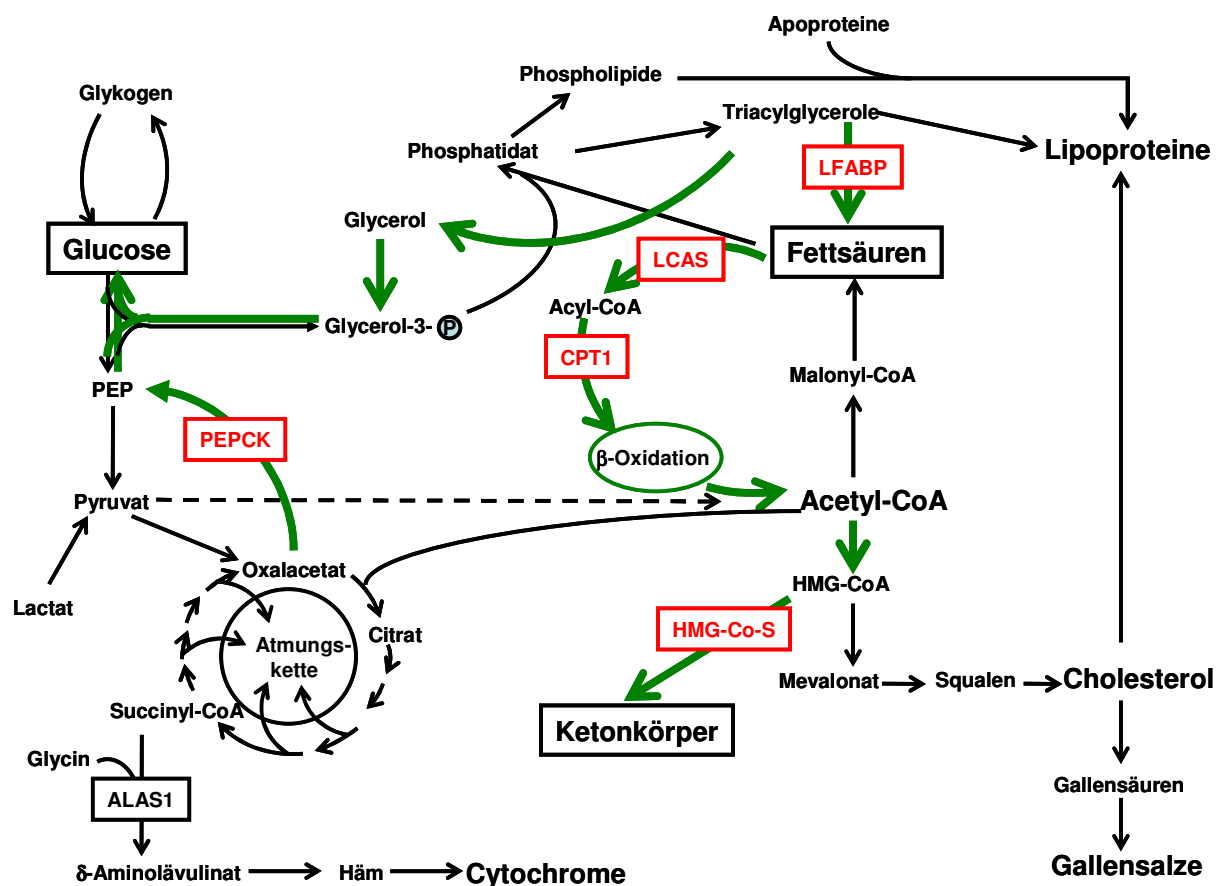 Apoproteine
Phospholipide
Glykogen
Triacylglycerole
Phosphatidat
Lipoproteine
LFABP
Glycerol
Glucose
LCAS
Fettsäuren
Acyl-CoA
Glycerol-3- P
CPT1
Malonyl-CoA
PEP
PEPCK
β-Oxidation
Pyruvat
Acetyl-CoA
Oxalacetat
HMG-CoA
Lactat
Citrat
HMG-Co-S
Atmungs-
kette
Mevalonat
Squalen
Cholesterol
Succinyl-CoA
Ketonkörper
Glycin
Gallensäuren
ALAS1
δ-Aminolävulinat
Häm
Cytochrome
Gallensalze